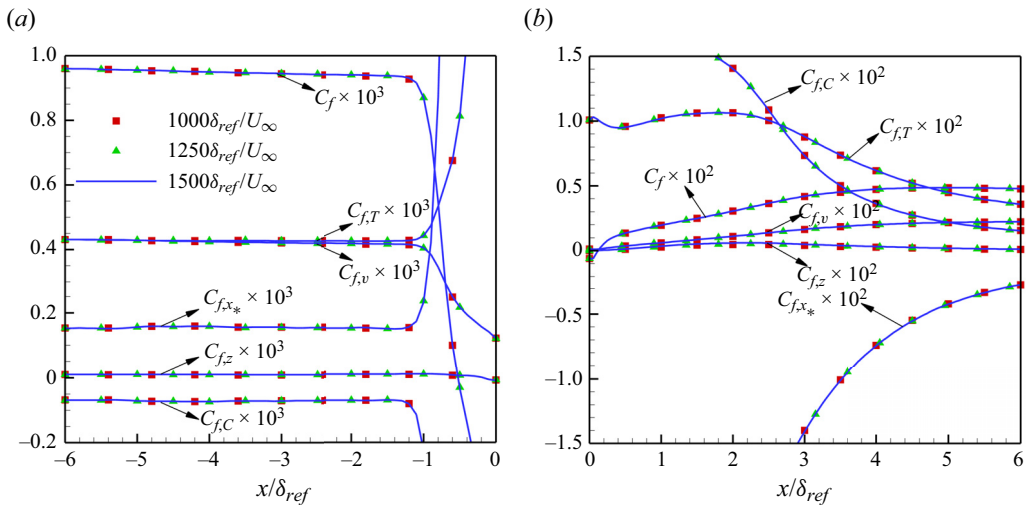 (a)
1.0
0.8
0.6
0.4
0.2
0
–0.2
–6
–5
–4
–3
–2
–1
0
x/δref
Cf × 10³
1000δref/U∞
1250δref/U∞
1500δref/U∞
Cf,T × 10³
Cf,v × 10³
Cf,x* × 10³
Cf,z × 10³
Cf,C × 10³
(b)
1.5
1.0
0.5
0
–0.5
–1.0
–1.5
0
1
2
3
4
5
6
x/δref
Cf,C × 10²
Cf,T × 10²
Cf × 10²
Cf,v × 10²
Cf,z × 10²
Cf,x* × 10²